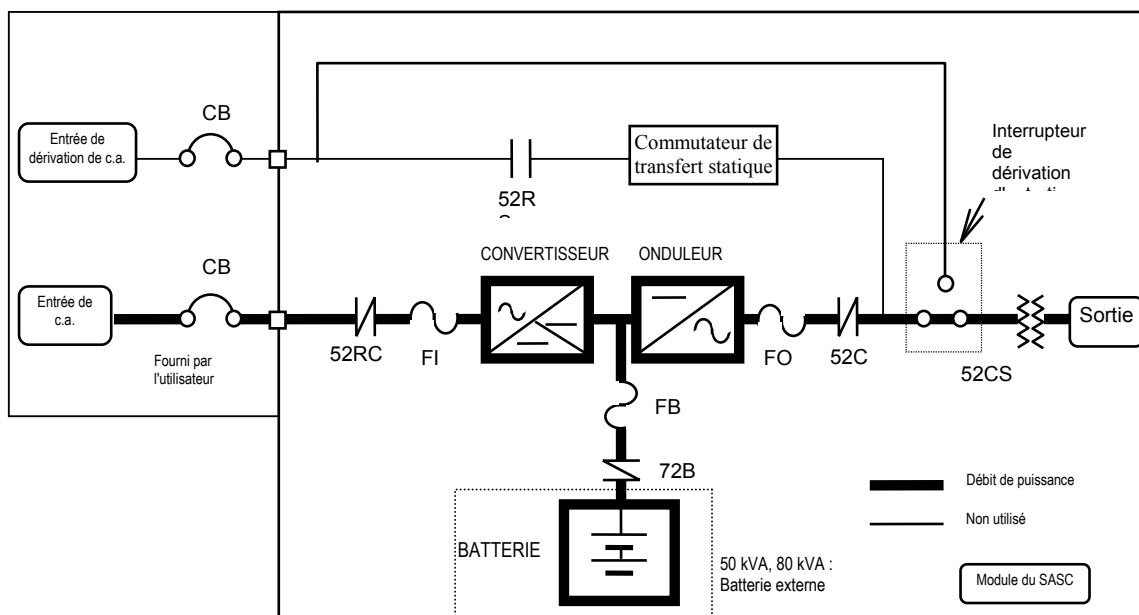 CB
Entrée de
dérivation de c.a.
Commutateur de
transfert statique
Interrupteur
de
dérivation
52R
CONVERTISSEUR
ONDULEUR
CB
Entrée de
c.a.
Sortie
Fourni par
l'utilisateur
52RC
FI
FO
52C
52CS
FB
72B
BATTERIE
50 kVA, 80 kVA :
Batterie externe
Débit de puissance
Non utilisé
Module du SASC